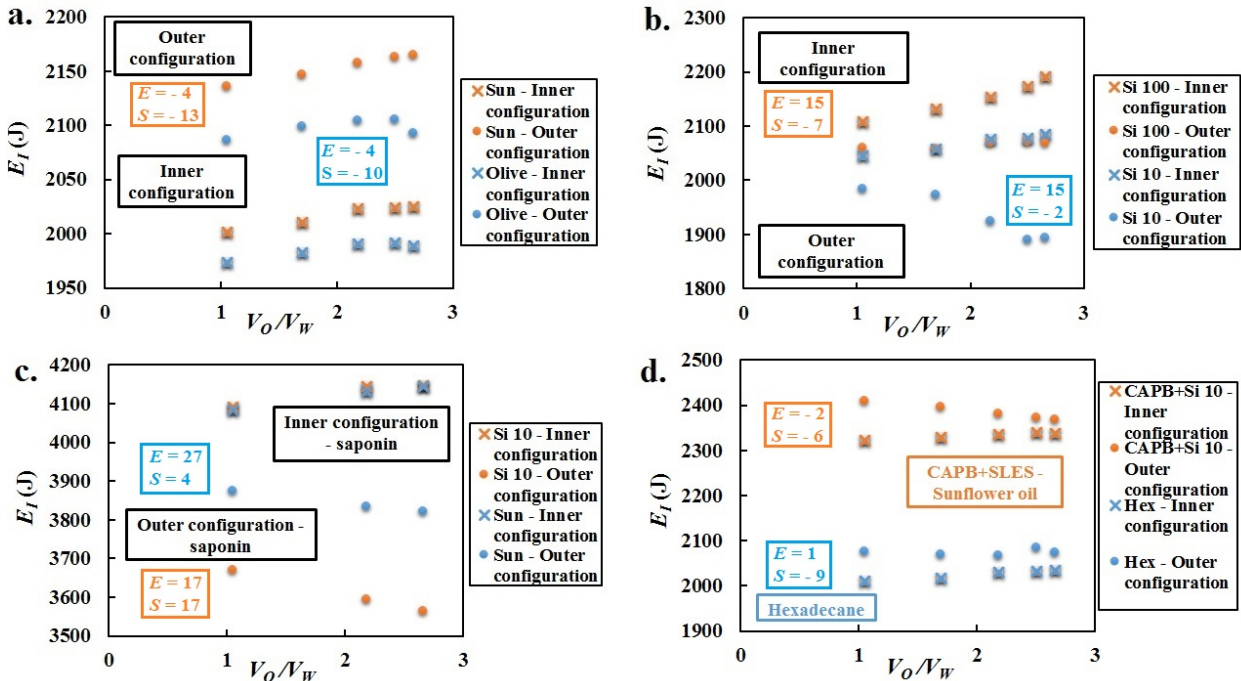 a.
2200
2150
2100
2050
2000
1950
0
1
2
3
E_I (J)
V_O/V_W
Outer
configuration
E = - 4
S = - 13
Inner
configuration
E = - 4
S = - 10
Sun - Inner
configuration
Sun - Outer
configuration
Olive - Inner
configuration
Olive - Outer
configuration
b.
2300
2200
2100
2000
1900
1800
0
1
2
3
E_I (J)
V_O/V_W
Inner
configuration
E = 15
S = - 7
E = 15
S = - 2
Outer
configuration
Si 100 - Inner
configuration
Si 100 - Outer
configuration
Si 10 - Inner
configuration
Si 10 - Outer
configuration
c.
4200
4100
4000
3900
3800
3700
3600
3500
0
1
2
3
E_I (J)
V_O/V_W
Inner configuration
- saponin
E = 27
S = 4
Outer configuration -
saponin
E = 17
S = 17
Si 10 - Inner
configuration
Si 10 - Outer
configuration
Sun - Inner
configuration
Sun - Outer
configuration
d.
2500
2400
2300
2200
2100
2000
1900
0
1
2
3
E_I (J)
V_O/V_W
E = - 2
S = - 6
CAPB+SLES -
Sunflower oil
E = 1
S = - 9
Hexadecane
CAPB+Si 10 -
Inner
configuration
CAPB+Si 10 -
Outer
configuration
Hex - Inner
configuration
Hex - Outer
configuration